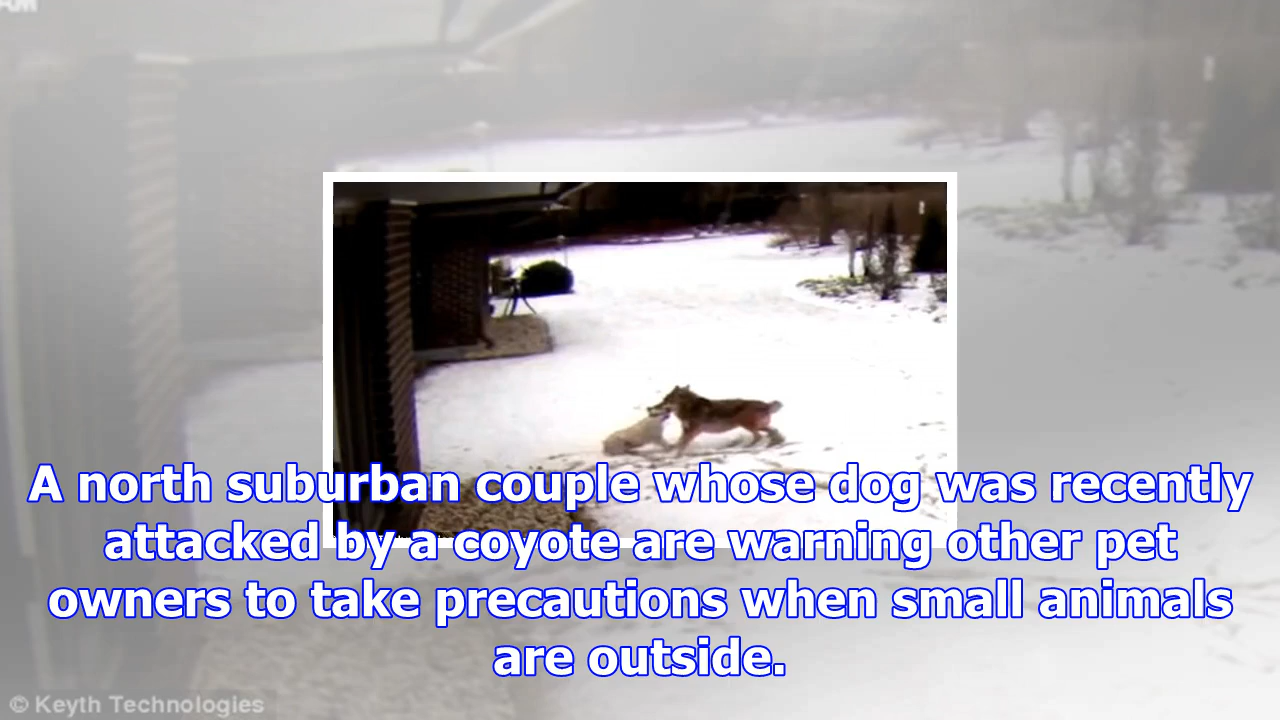 AM
A north suburban couple whose dog was recently
attacked by a coyote are warning other pet
owners to take precautions when small animals
are outside.
© Keyth Technologies